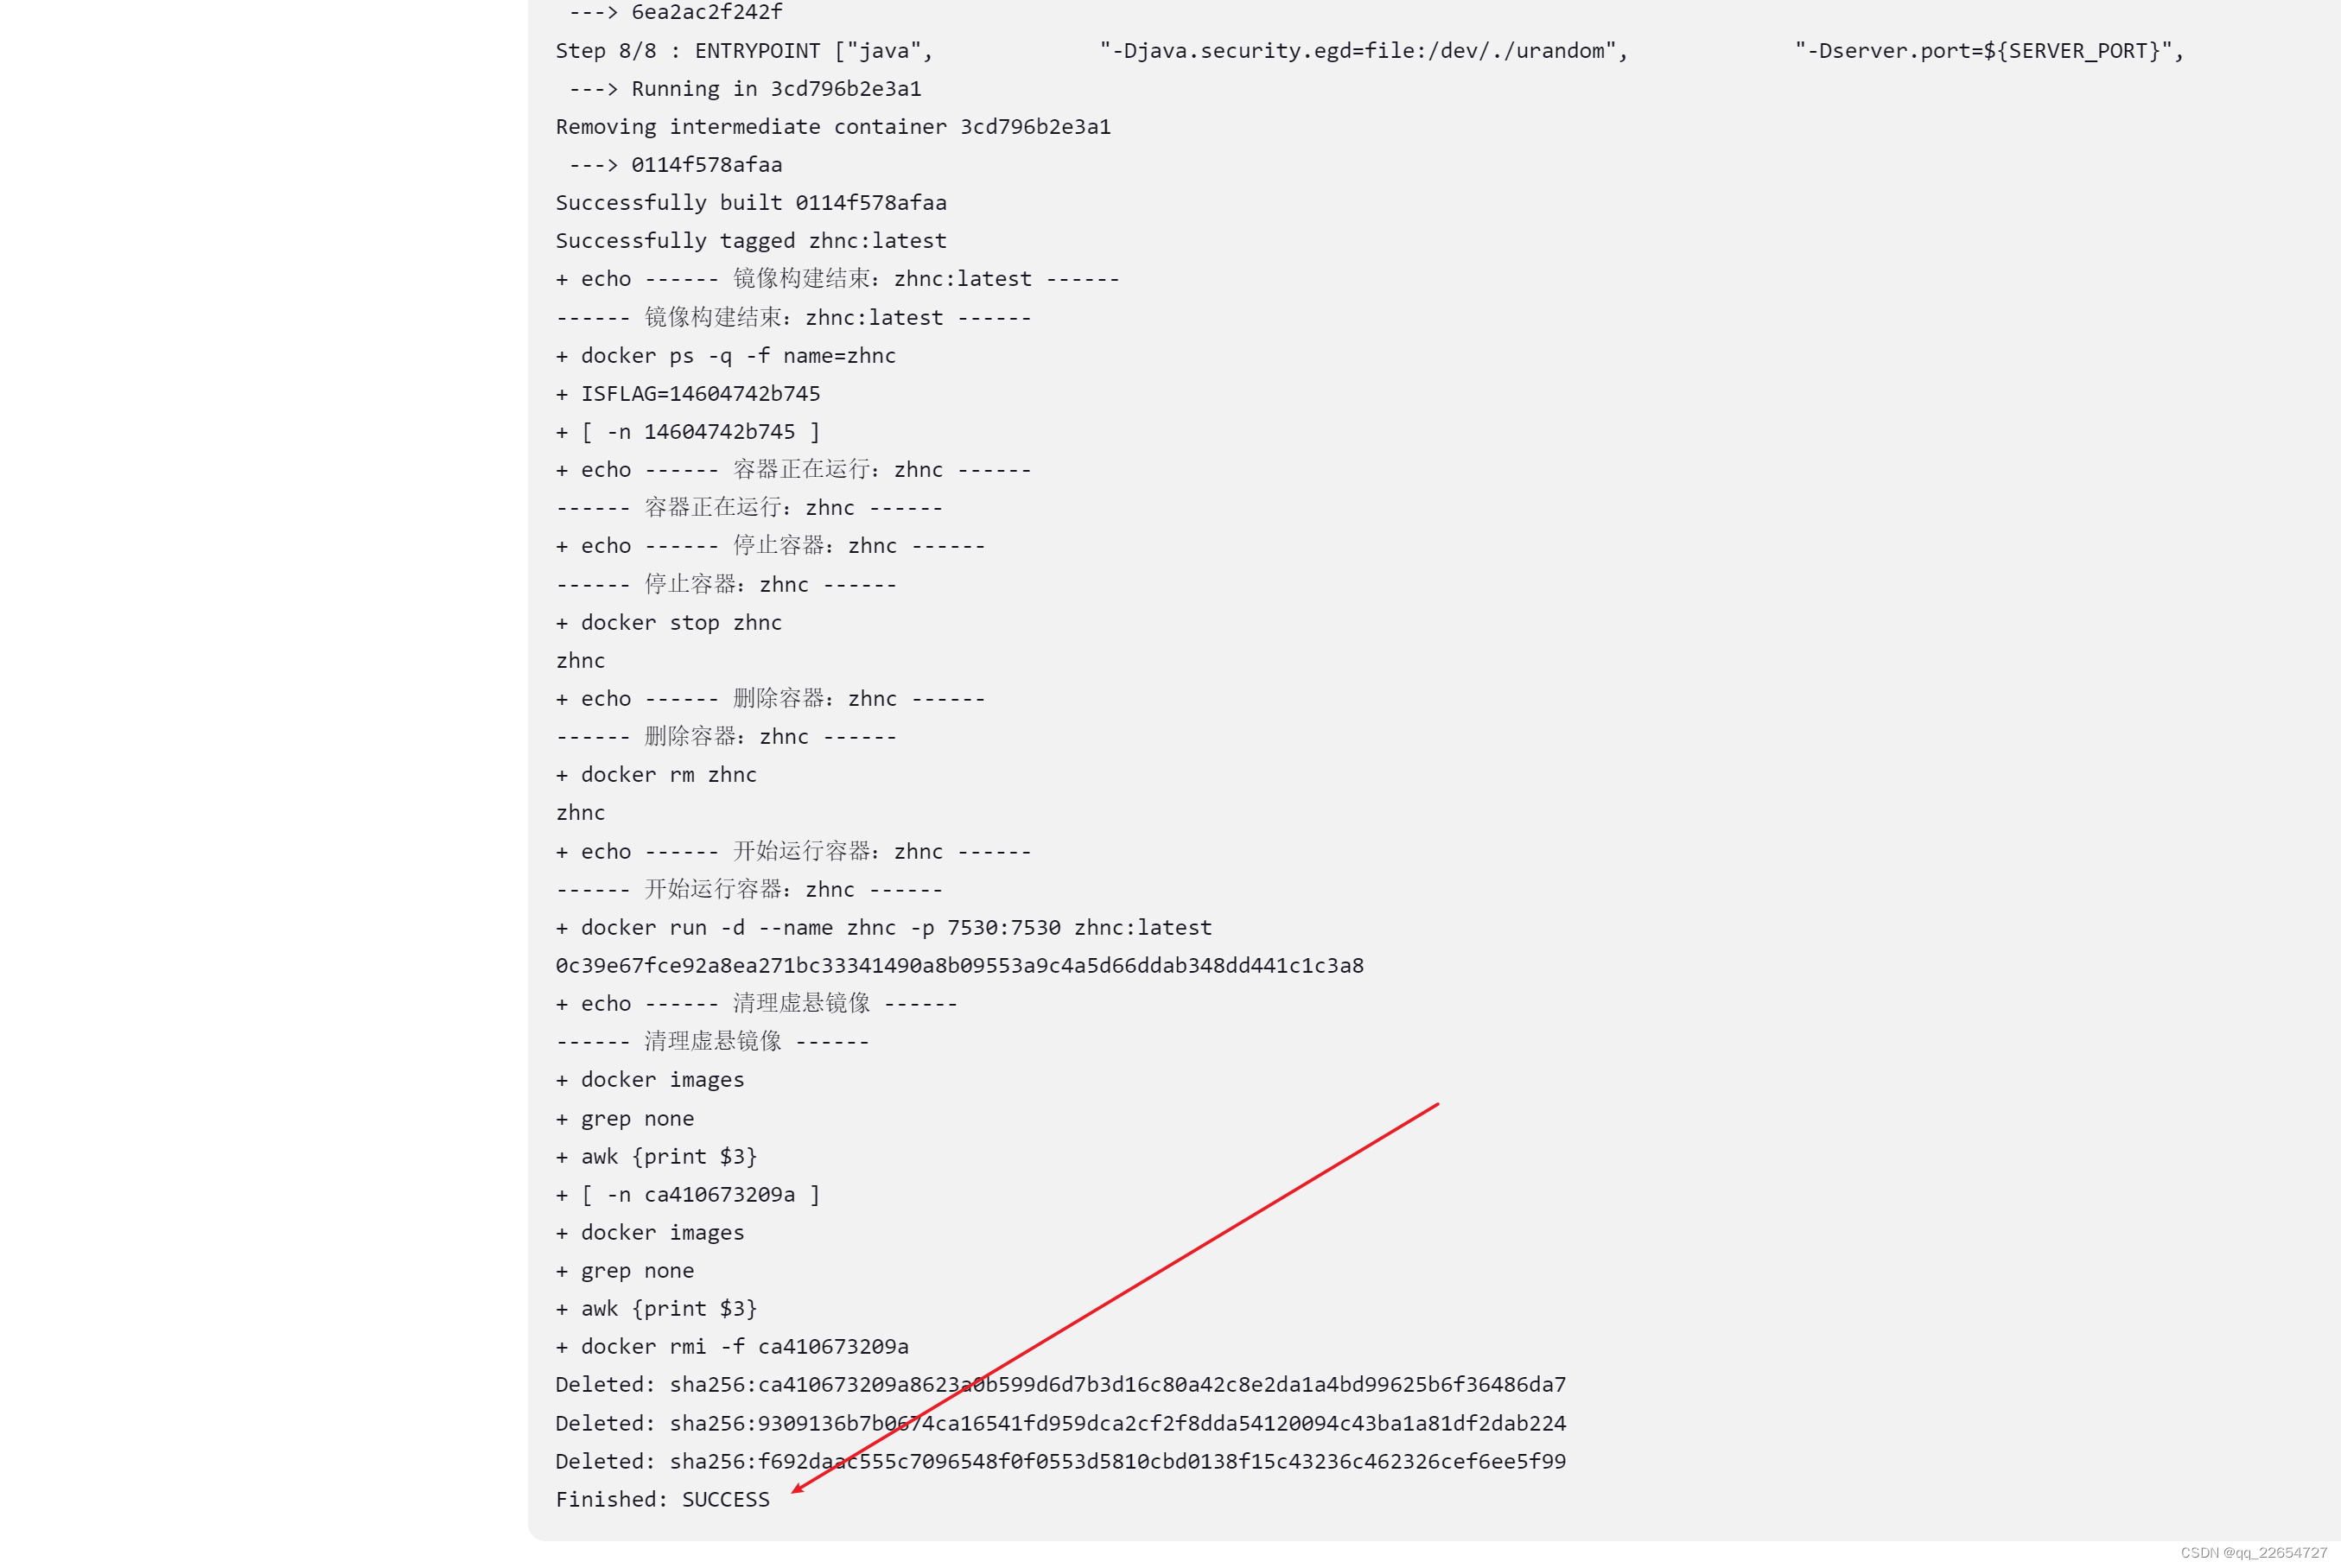 ---> 6ea2ac2f242f
Step 8/8 : ENTRYPOINT ["java", "-Djava.security.egd=file:/dev/./urandom", "-Dserver.port=${SERVER_PORT}",
---> Running in 3cd796b2e3a1
Removing intermediate container 3cd796b2e3a1
---> 0114f578afaa
Successfully built 0114f578afaa
Successfully tagged zhnc:latest
+ echo ------ 镜像构建结束：zhnc:latest ------
------ 镜像构建结束：zhnc:latest ------
+ docker ps -q -f name=zhnc
+ ISFLAG=14604742b745
+ [ -n 14604742b745 ]
+ echo ------ 容器正在运行：zhnc ------
------ 容器正在运行：zhnc ------
+ echo ------ 停止容器：zhnc ------
------ 停止容器：zhnc ------
+ docker stop zhnc
zhnc
+ echo ------ 删除容器：zhnc ------
------ 删除容器：zhnc ------
+ docker rm zhnc
zhnc
+ echo ------ 开始运行容器：zhnc ------
------ 开始运行容器：zhnc ------
+ docker run -d --name zhnc -p 7530:7530 zhnc:latest
0c39e67fce92a8ea271bc33341490a8b09553a9c4a5d66ddab348dd441c1c3a8
+ echo ------ 清理虚悬镜像 ------
------ 清理虚悬镜像 ------
+ docker images
+ grep none
+ awk {print $3}
+ [ -n ca410673209a ]
+ docker images
+ grep none
+ awk {print $3}
+ docker rmi -f ca410673209a
Deleted: sha256:ca410673209a8623a0b599d6d7b3d16c80a42c8e2da1a4bd99625b6f36486da7
Deleted: sha256:9309136b7b0674ca16541fd959dca2cf2f8dda54120094c43ba1a81df2dab224
Deleted: sha256:f692daac555c7096548f0f0553d5810cbd0138f15c43236c462326cef6ee5f99
Finished: SUCCESS
CSDN @qq_22654727